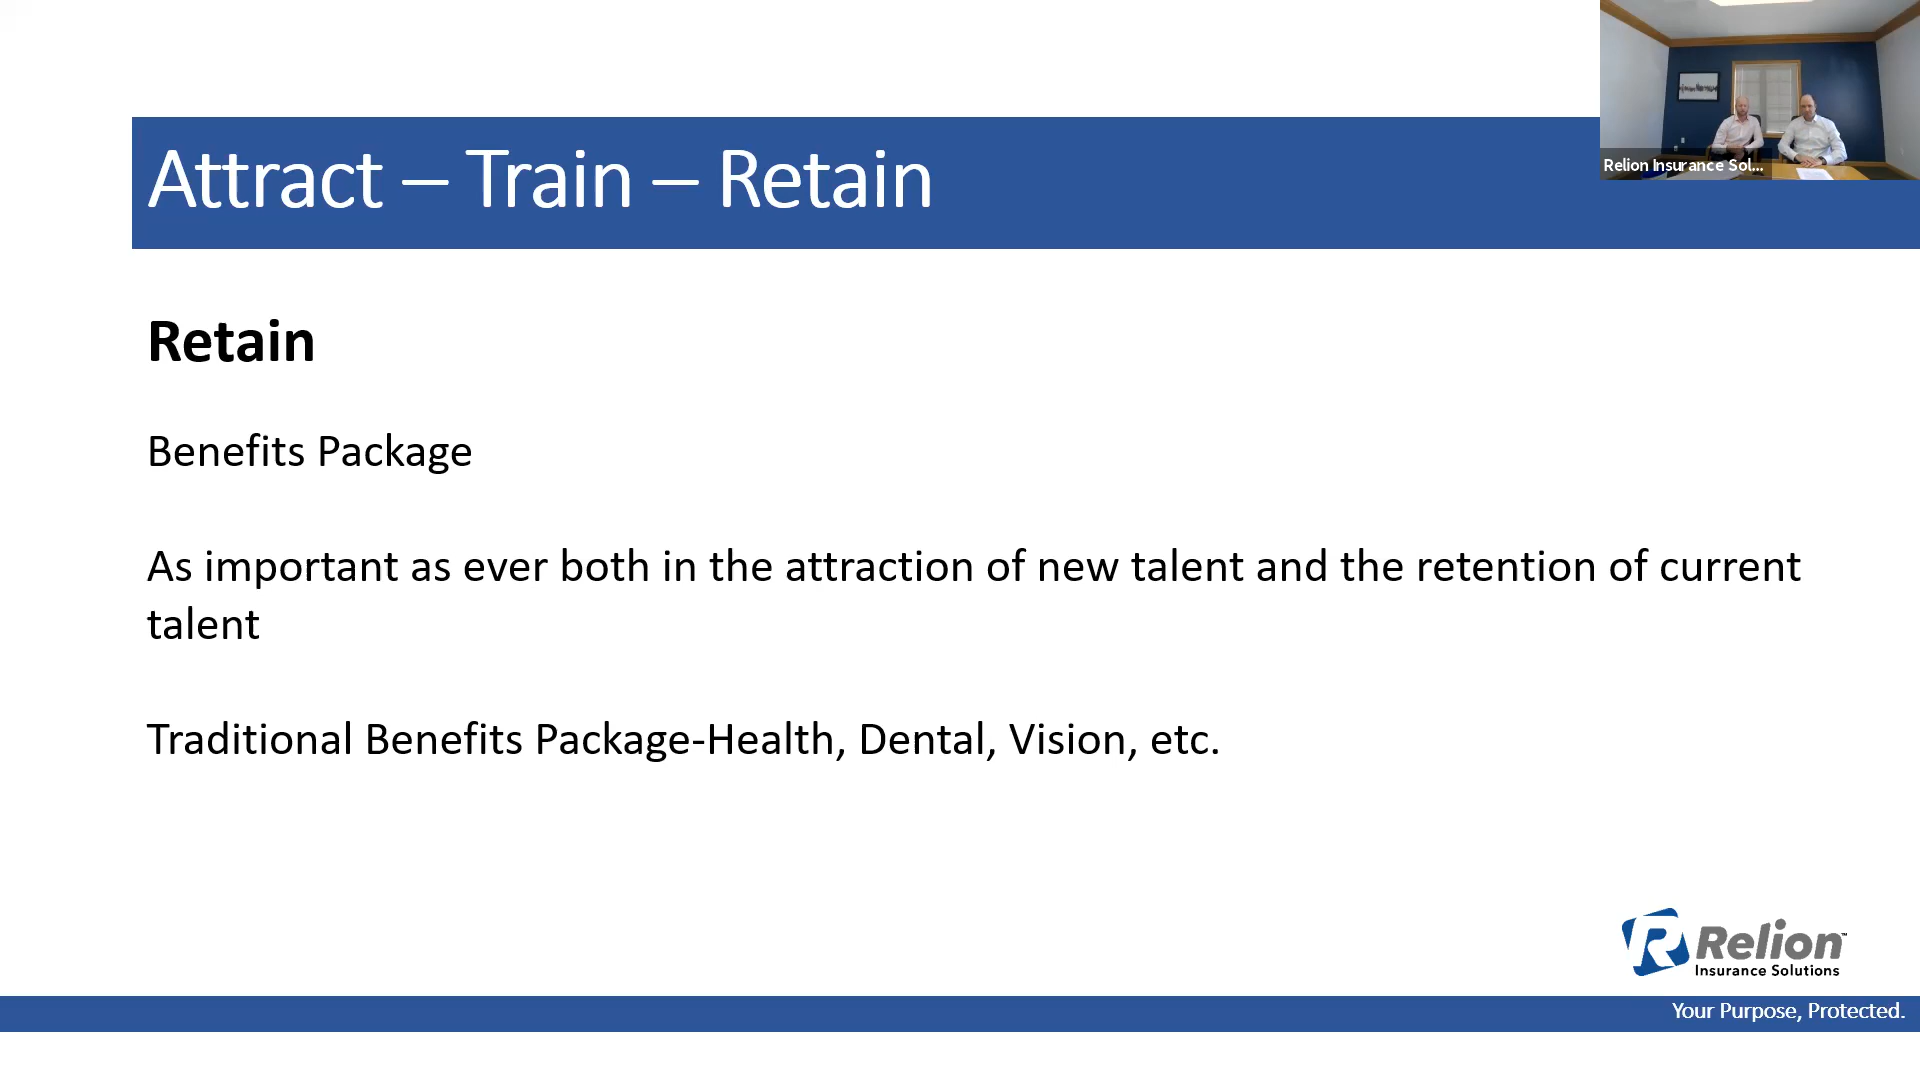 Attract – Train – Retain
Relion Insurance Sol...
Retain
Benefits Package
As important as ever both in the attraction of new talent and the retention of current
talent
Traditional Benefits Package-Health, Dental, Vision, etc.
Relion™
Insurance Solutions
Your Purpose, Protected.